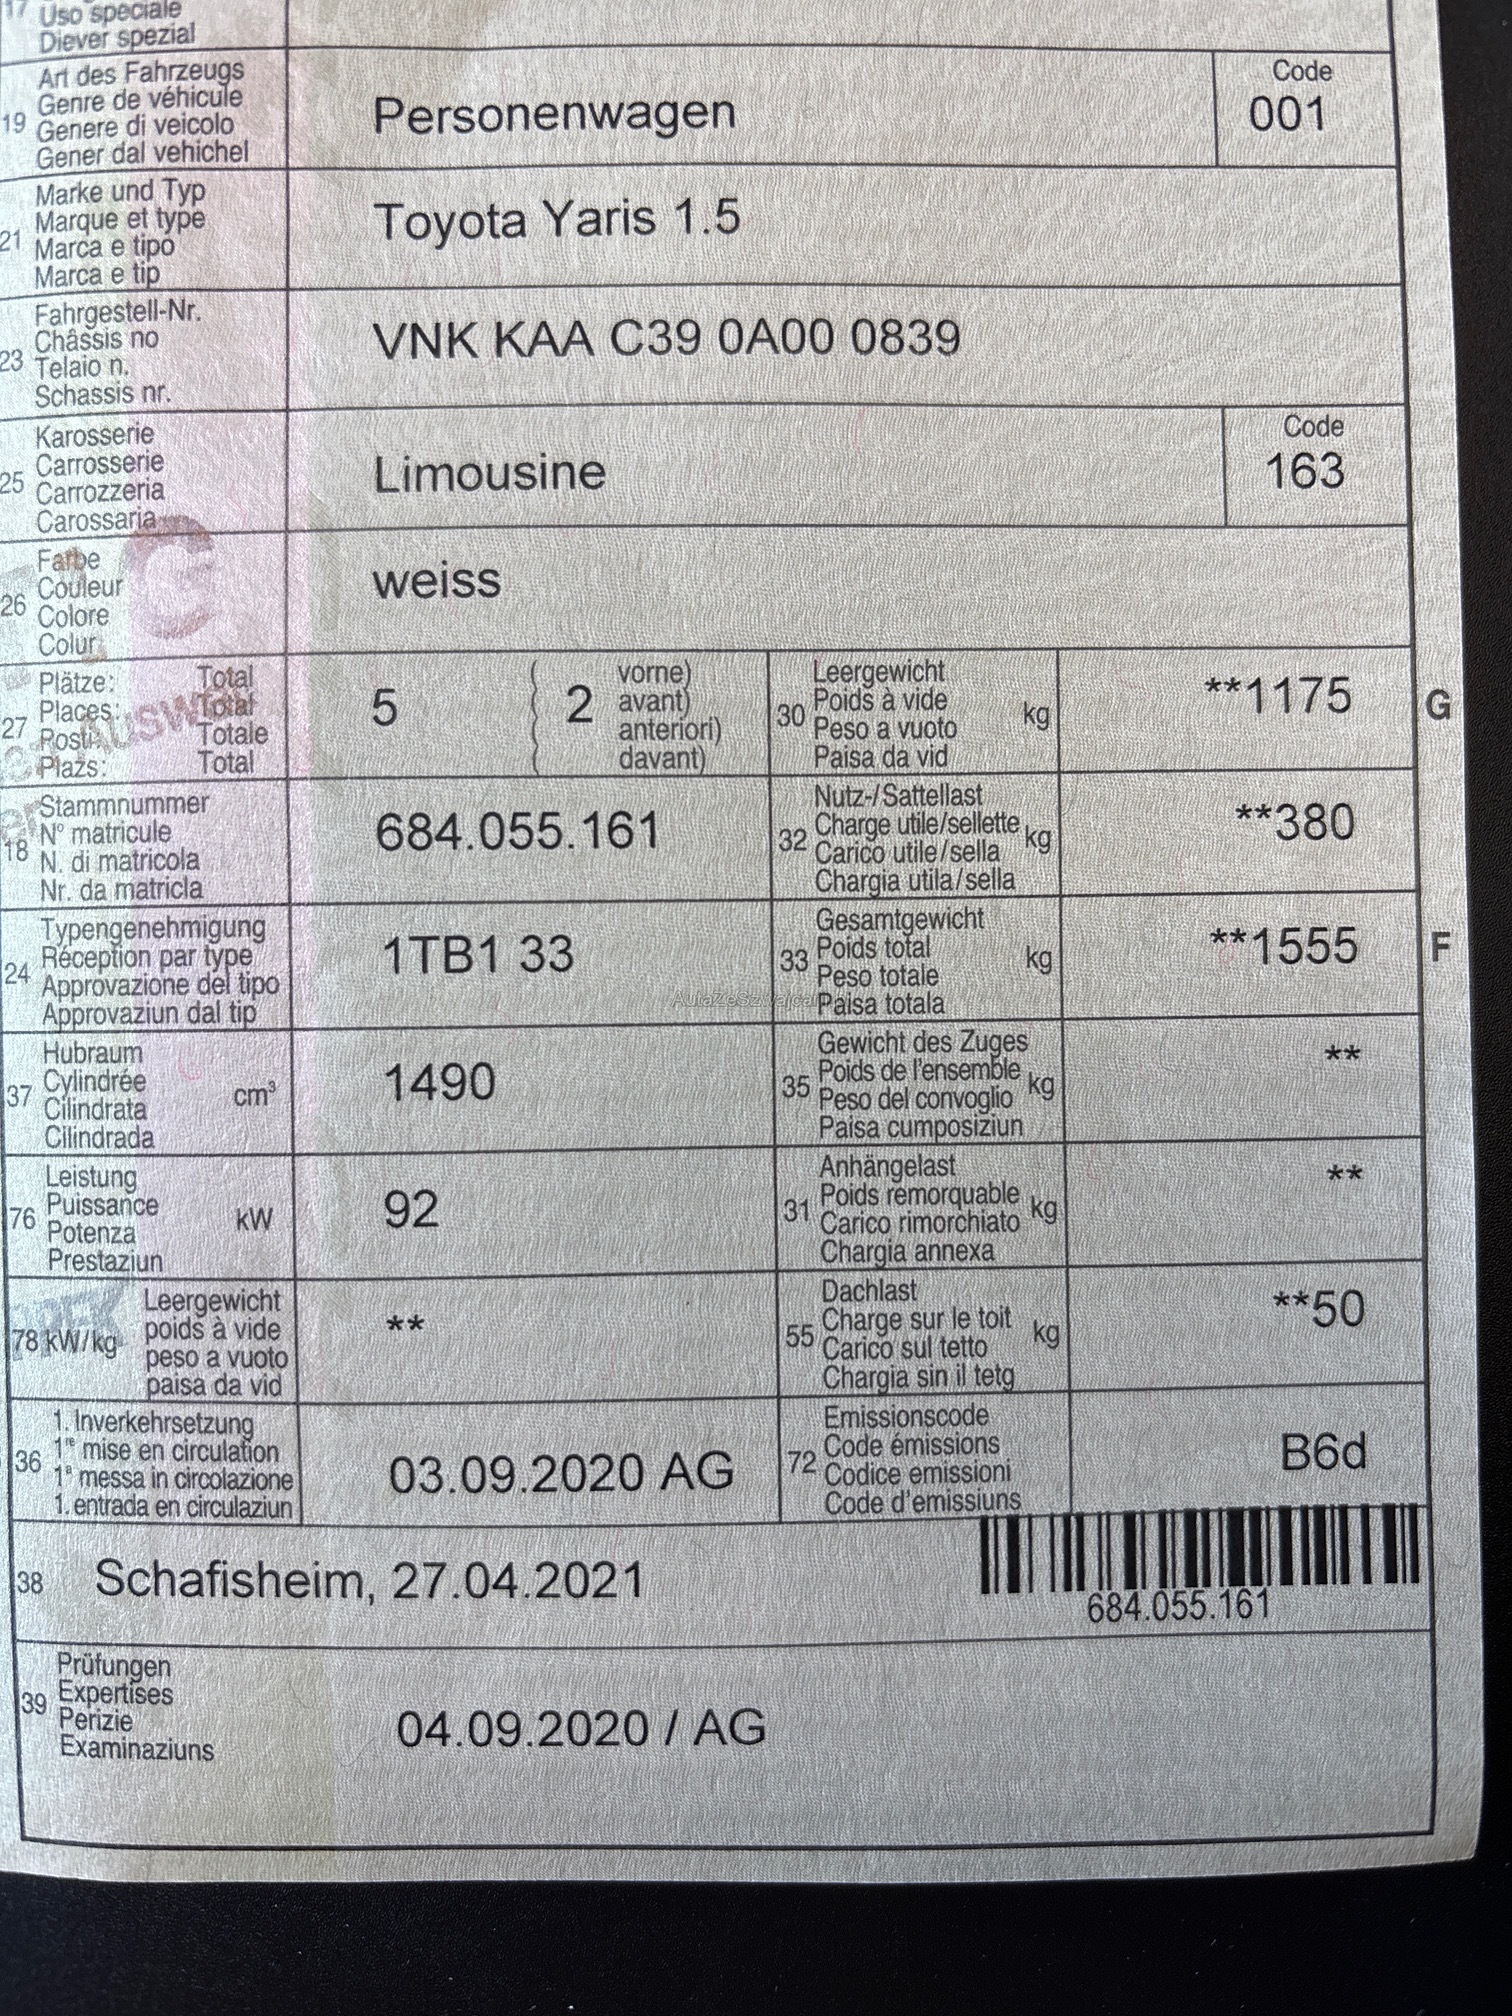 17 Uso speciale
Diever spezial
19 Art des Fahrzeugs
Genre de véhicule
Genere di veicolo
Gener dal vehichel
Personenwagen
Code
001
21 Marke und Typ
Marque et type
Marca e tipo
Marca e tip
Toyota Yaris 1.5
23 Fahrgestell-Nr.
Châssis no
Telaio n.
Schassis nr.
VNK KAA C39 0A00 0839
25 Karosserie
Carrosserie
Carrozzeria
Carossaria
Limousine
Code
163
26 Farbe
Couleur
Colore
Colur
weiss
27 Plätze: Total
Places: Total
Posti: Totale
Plazs: Total
5 ( 2 vorne)
avant)
anteriori)
davant)
30 Leergewicht
Poids à vide
Peso a vuoto
Paisa da vid
kg
**1175
G
18 Stammnummer
N° matricule
N. di matricola
Nr. da matricla
684.055.161
32 Nutz-/Sattellast
Charge utile/sellette
Carico utile/sella
Chargia utila/sella
kg
**380
24 Typengenehmigung
Réception par type
Approvazione del tipo
Approvaziun dal tip
1TB1 33
33 Gesamtgewicht
Poids total
Peso totale
Paisa totala
kg
**1555
F
37 Hubraum
Cylindrée
Cilindrata
Cilindrada
cm³
1490
35 Gewicht des Zuges
Poids de l'ensemble
Peso del convoglio
Paisa cumposiziun
kg
**
76 Leistung
Puissance
Potenza
Prestaziun
kW
92
31 Anhängelast
Poids remorquable
Carico rimorchiato
Chargia annexa
kg
**
78 kW/kg Leergewicht
poids à vide
peso a vuoto
paisa da vid
**
55 Dachlast
Charge sur le toit
Carico sul tetto
Chargia sin il tetg
kg
**50
36 1. Inverkehrsetzung
1re mise en circulation
1a messa in circolazione
1. entrada en circulaziun
03.09.2020 AG
72 Emissionscode
Code émissions
Codice emissioni
Code d'emissiuns
B6d
38 Schafisheim, 27.04.2021
684.055.161
39 Prüfungen
Expertises
Perizie
Examinaziuns
04.09.2020 / AG